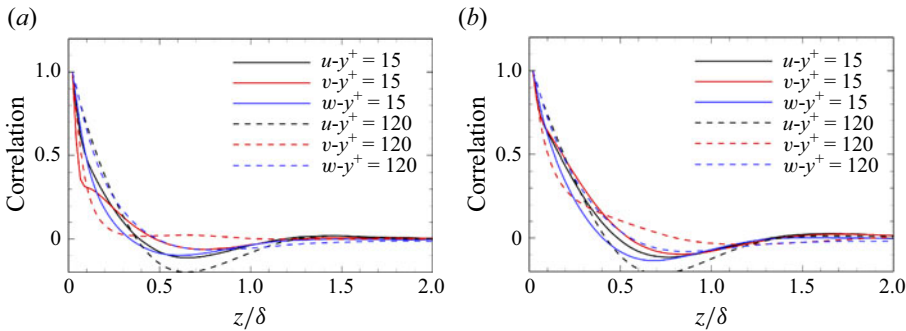 (a)
(b)
1.0
0.5
0
Correlation
u-y+ = 15
v-y+ = 15
w-y+ = 15
u-y+ = 120
v-y+ = 120
w-y+ = 120
0 0.5 1.0 1.5 2.0
z/δ
1.0
0.5
0
Correlation
u-y+ = 15
v-y+ = 15
w-y+ = 15
u-y+ = 120
v-y+ = 120
w-y+ = 120
0 0.5 1.0 1.5 2.0
z/δ